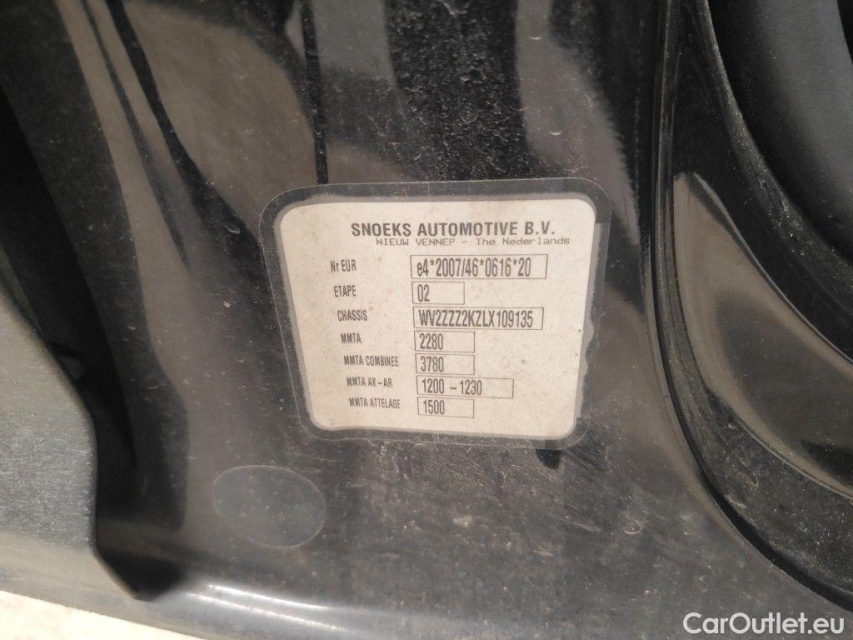 SNOEKS AUTOMOTIVE B.V.
NIEUW VENNEP - The Nederlands
Nr EUR e4*2007/46*0616*20
ETAPE 02
CHASSIS WV2ZZZ2KZLX109135
MMTA 2280
MMTA COMBINEE 3780
MMTA AV-AR 1200 - 1230
MMTA ATTELAGE 1500
CarOutlet.eu